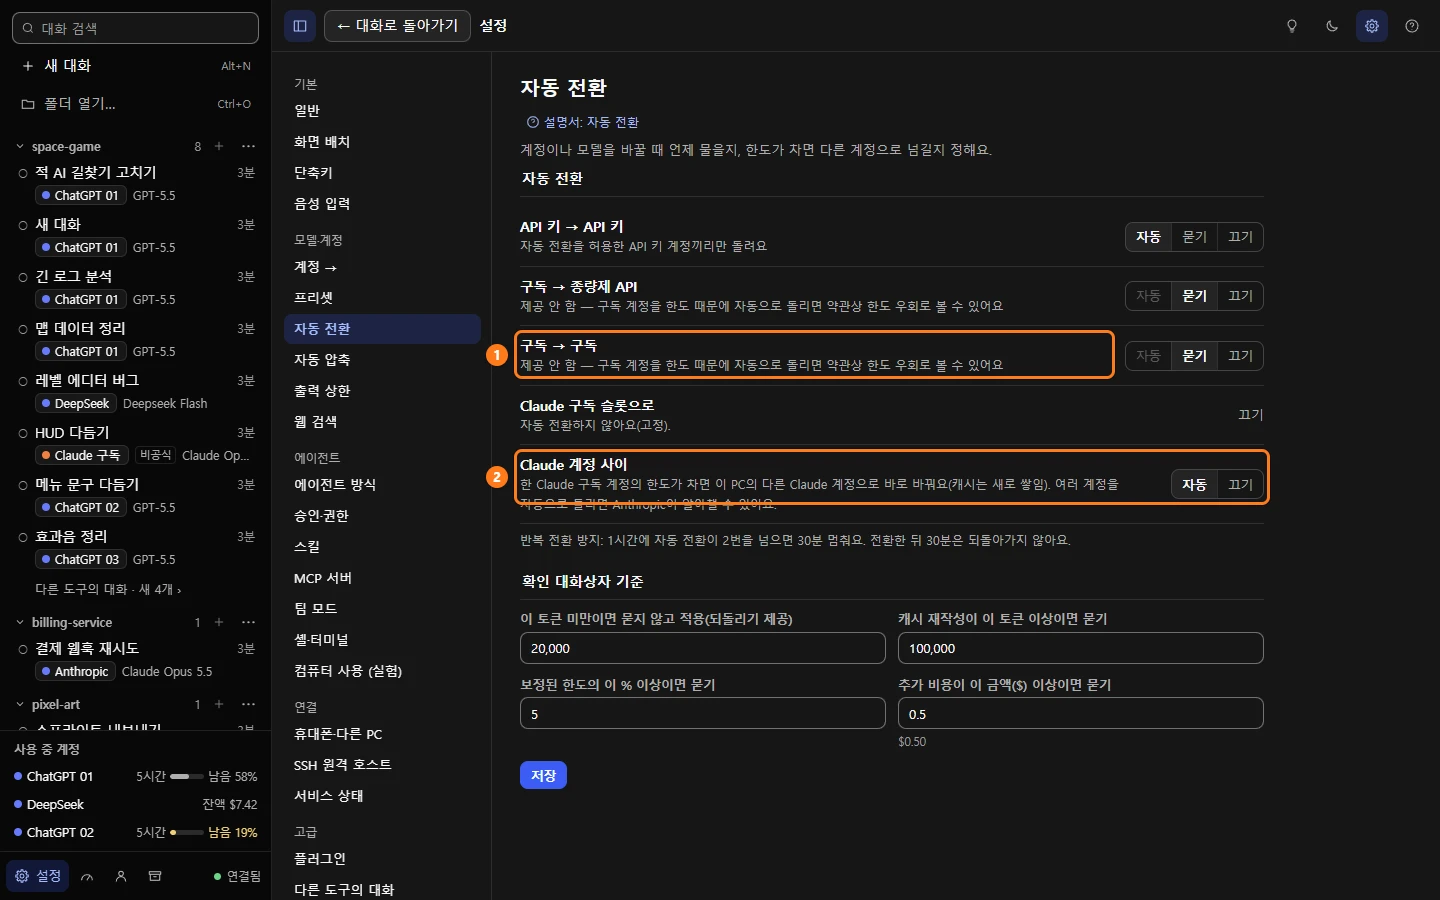 대화 검색
새 대화 Alt+N
폴더 열기... Ctrl+O
space-game 8
적 AI 길찾기 고치기 3분
ChatGPT 01 GPT-5.5
새 대화 3분
ChatGPT 01 GPT-5.5
긴 로그 분석 3분
ChatGPT 01 GPT-5.5
맵 데이터 정리 3분
ChatGPT 01 GPT-5.5
레벨 에디터 버그 3분
DeepSeek Deepseek Flash
HUD 다듬기 3분
Claude 구독 비공식 Claude Op...
메뉴 문구 다듬기 3분
ChatGPT 02 GPT-5.5
효과음 정리 3분
ChatGPT 03 GPT-5.5
다른 도구의 대화 · 새 4개 ›
billing-service 1
결제 웹훅 재시도 3분
Anthropic Claude Opus 5.5
pixel-art 1
사용 중 계정
ChatGPT 01 5시간 남음 58%
DeepSeek 잔액 $7.42
ChatGPT 02 5시간 남음 19%
설정 연결됨
← 대화로 돌아가기 설정
기본
일반
화면 배치
단축키
음성 입력
모델·계정
계정 →
프리셋
자동 전환
자동 압축
출력 상한
웹 검색
에이전트
에이전트 방식
승인·권한
스킬
MCP 서버
팀 모드
셸·터미널
컴퓨터 사용 (실험)
연결
휴대폰·다른 PC
SSH 원격 호스트
서비스 상태
고급
플러그인
다른 도구의 대화
자동 전환
설명서: 자동 전환
계정이나 모델을 바꿀 때 언제 물을지, 한도가 차면 다른 계정으로 넘길지 정해요.
자동 전환
API 키 → API 키
자동 전환을 허용한 API 키 계정끼리만 돌려요
자동 묻기 끄기
구독 → 종량제 API
제공 안 함 — 구독 계정을 한도 때문에 자동으로 돌리면 약관상 한도 우회로 볼 수 있어요
자동 묻기 끄기
1
구독 → 구독
제공 안 함 — 구독 계정을 한도 때문에 자동으로 돌리면 약관상 한도 우회로 볼 수 있어요
자동 묻기 끄기
Claude 구독 슬롯으로
자동 전환하지 않아요(고정).
끄기
2
Claude 계정 사이
한 Claude 구독 계정의 한도가 차면 이 PC의 다른 Claude 계정으로 바로 바꿔요(캐시는 새로 쌓임). 여러 계정을
자동으로 돌리면 Anthropic이 알아챌 수 있어요.
자동 끄기
반복 전환 방지: 1시간에 자동 전환이 2번을 넘으면 30분 멈춰요. 전환한 뒤 30분은 되돌아가지 않아요.
확인 대화상자 기준
이 토큰 미만이면 묻지 않고 적용(되돌리기 제공)
20,000
캐시 재작성이 이 토큰 이상이면 묻기
100,000
보정된 한도의 이 % 이상이면 묻기
5
추가 비용이 이 금액($) 이상이면 묻기
0.5
$0.50
저장